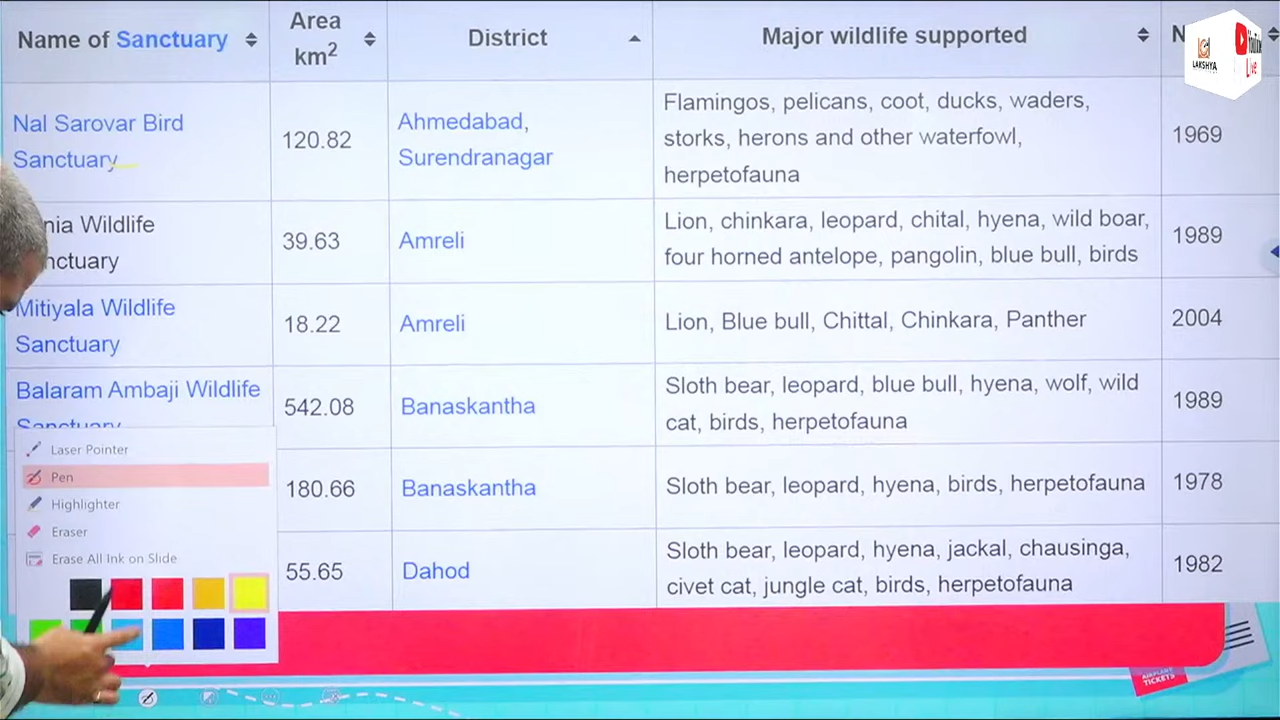 Name of Sanctuary
Area
km²
District
Major wildlife supported
N
Nal Sarovar Bird
Sanctuary
120.82
Ahmedabad,
Surendranagar
Flamingos, pelicans, coot, ducks, waders,
storks, herons and other waterfowl,
herpetofauna
1969
nia Wildlife
nctuary
39.63
Amreli
Lion, chinkara, leopard, chital, hyena, wild boar,
four horned antelope, pangolin, blue bull, birds
1989
Mitiyala Wildlife
Sanctuary
18.22
Amreli
Lion, Blue bull, Chittal, Chinkara, Panther
2004
Balaram Ambaji Wildlife
Sanctuary
542.08
Banaskantha
Sloth bear, leopard, blue bull, hyena, wolf, wild
cat, birds, herpetofauna
1989
180.66
Banaskantha
Sloth bear, leopard, hyena, birds, herpetofauna
1978
55.65
Dahod
Sloth bear, leopard, hyena, jackal, chausinga,
civet cat, jungle cat, birds, herpetofauna
1982
Laser Pointer
Pen
Highlighter
Eraser
Erase All Ink on Slide
LAKSHYA
YouTube
Live
AIRPLANE
TICKETS